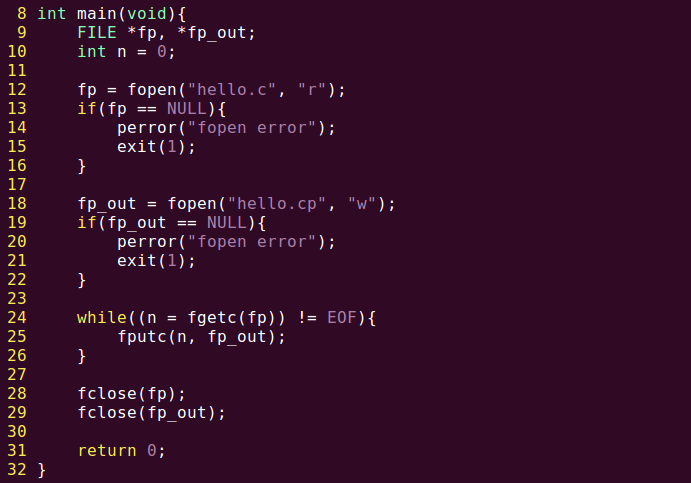 8 int main(void){
9     FILE *fp, *fp_out;
10     int n = 0;
11
12     fp = fopen("hello.c", "r");
13     if(fp == NULL){
14         perror("fopen error");
15         exit(1);
16     }
17
18     fp_out = fopen("hello.cp", "w");
19     if(fp_out == NULL){
20         perror("fopen error");
21         exit(1);
22     }
23
24     while((n = fgetc(fp)) != EOF){
25         fputc(n, fp_out);
26     }
27
28     fclose(fp);
29     fclose(fp_out);
30
31     return 0;
32 }